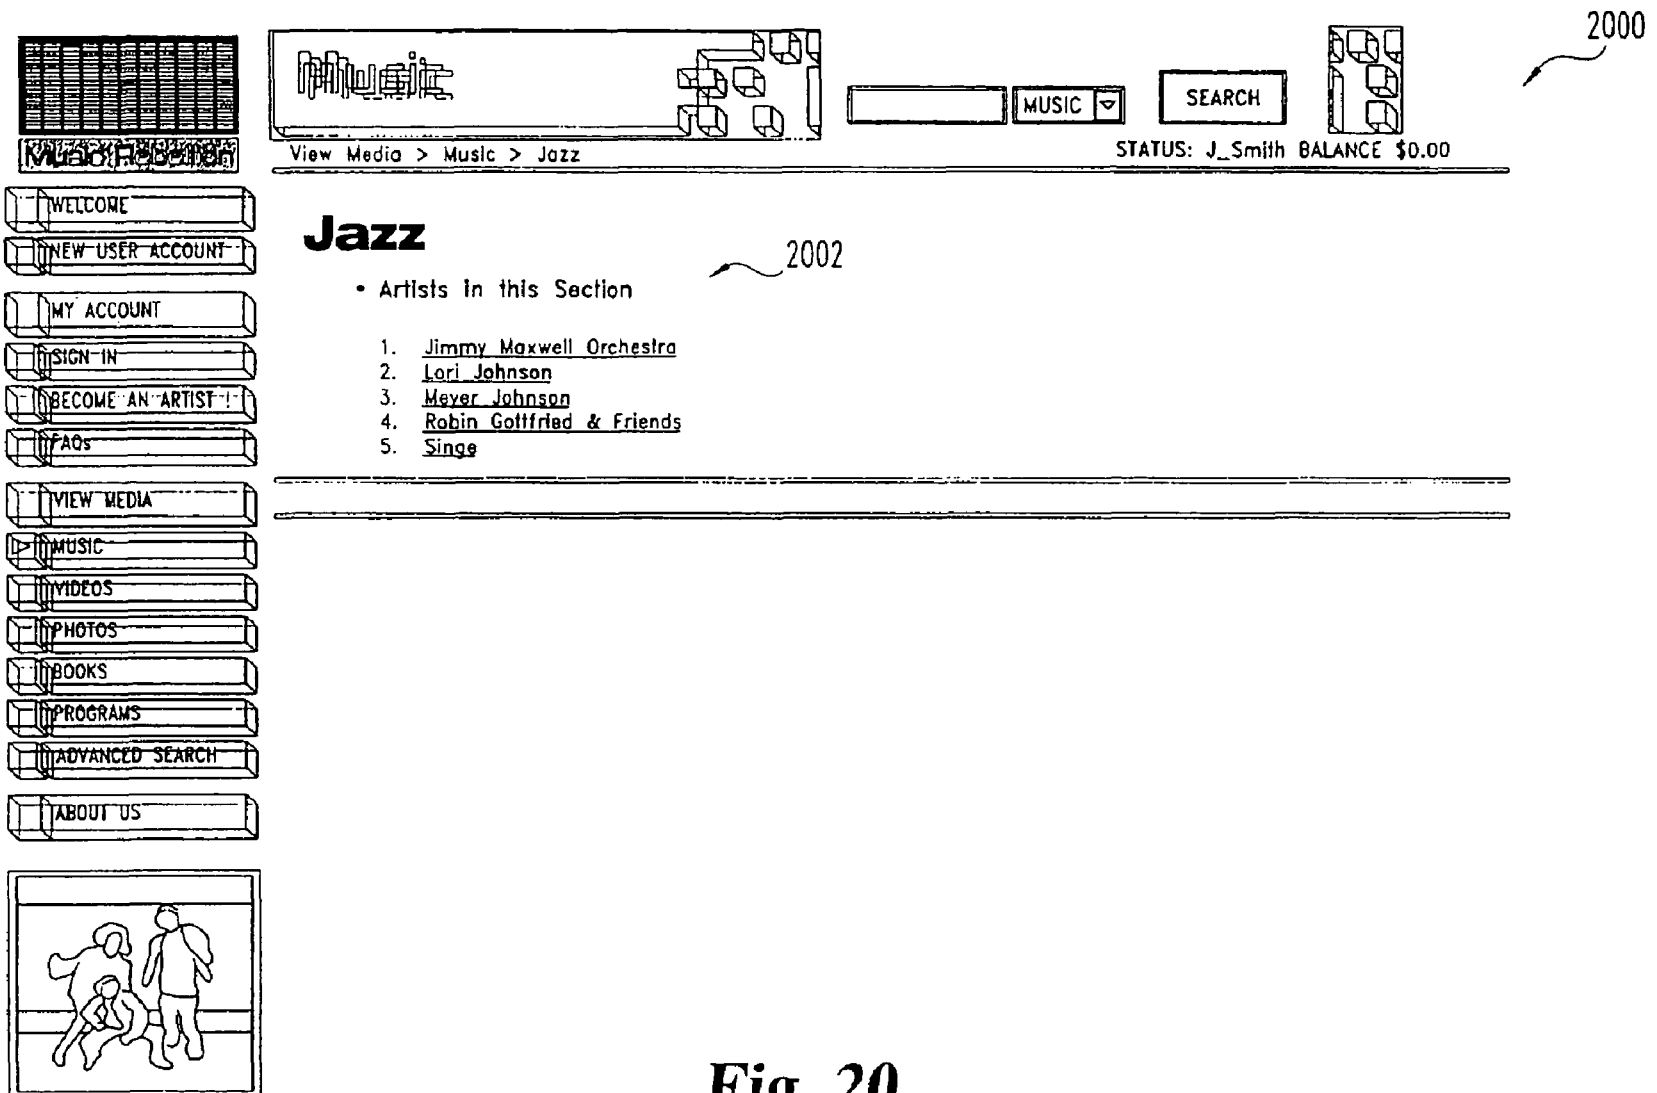 2000
Music
MUSIC
SEARCH
Music Rebellion
View Media > Music > Jazz
STATUS: J_Smith BALANCE $0.00
WELCOME
NEW USER ACCOUNT
MY ACCOUNT
SIGN IN
BECOME AN ARTIST !
FAQs
VIEW MEDIA
MUSIC
VIDEOS
PHOTOS
BOOKS
PROGRAMS
ADVANCED SEARCH
ABOUT US
Jazz
2002
• Artists in this Section
1. Jimmy Maxwell Orchestra
2. Lori Johnson
3. Meyer Johnson
4. Robin Gottfried & Friends
5. Singe
Fig. 20